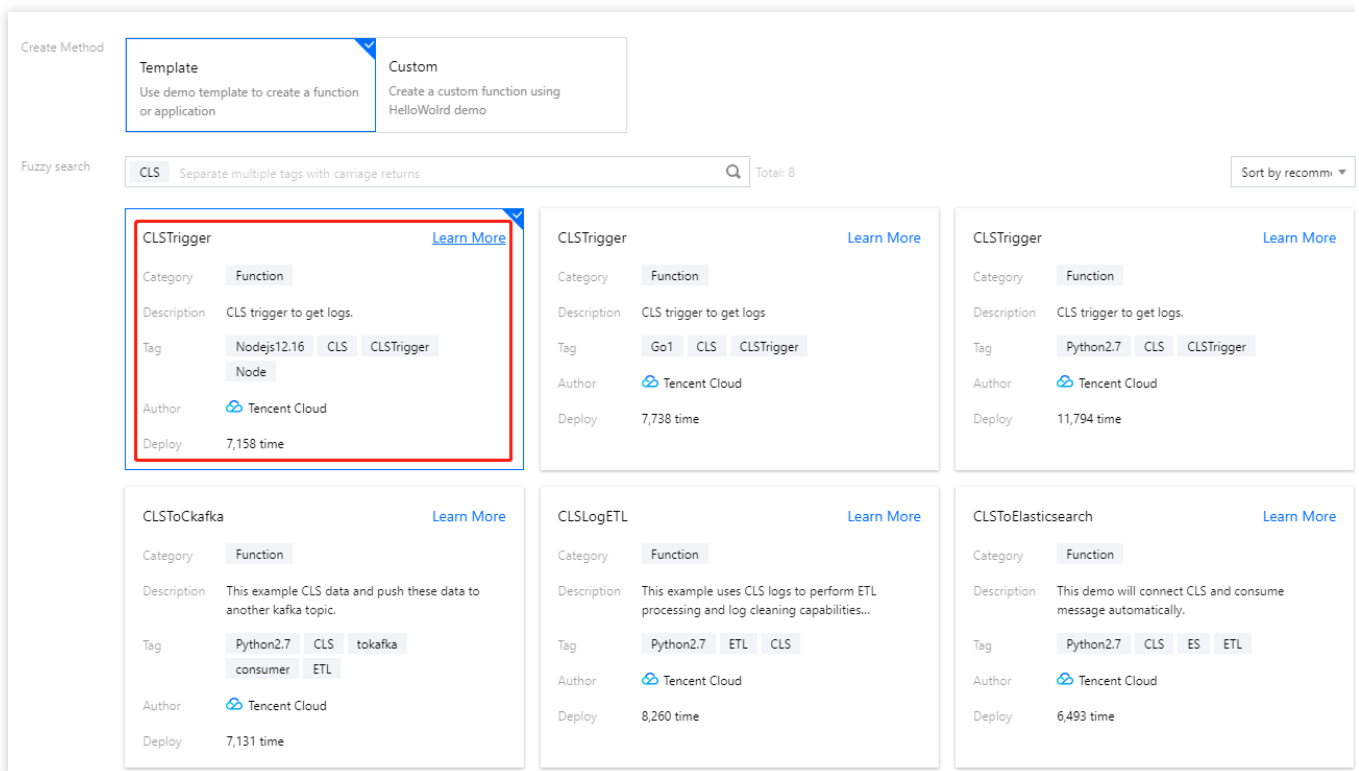 Create Method
Template
Use demo template to create a function
or application
Custom
Create a custom function using
HelloWolrd demo
Fuzzy search
CLS Separate multiple tags with carriage returns
Total: 8
Sort by recomm
CLSTrigger Learn More
Category Function
Description CLS trigger to get logs.
Tag Nodejs12.16 CLS CLSTrigger
Node
Author Tencent Cloud
Deploy 7,158 time
CLSTrigger Learn More
Category Function
Description CLS trigger to get logs
Tag Go1 CLS CLSTrigger
Author Tencent Cloud
Deploy 7,738 time
CLSTrigger Learn More
Category Function
Description CLS trigger to get logs.
Tag Python2.7 CLS CLSTrigger
Author Tencent Cloud
Deploy 11,794 time
CLSToCkafka Learn More
Category Function
Description This example CLS data and push these data to
another kafka topic.
Tag Python2.7 CLS tokafka
consumer ETL
Author Tencent Cloud
Deploy 7,131 time
CLSLogETL Learn More
Category Function
Description This example uses CLS logs to perform ETL
processing and log cleaning capabilities...
Tag Python2.7 ETL CLS
Author Tencent Cloud
Deploy 8,260 time
CLSToElasticsearch Learn More
Category Function
Description This demo will connect CLS and consume
message automatically.
Tag Python2.7 CLS ES ETL
Author Tencent Cloud
Deploy 6,493 time